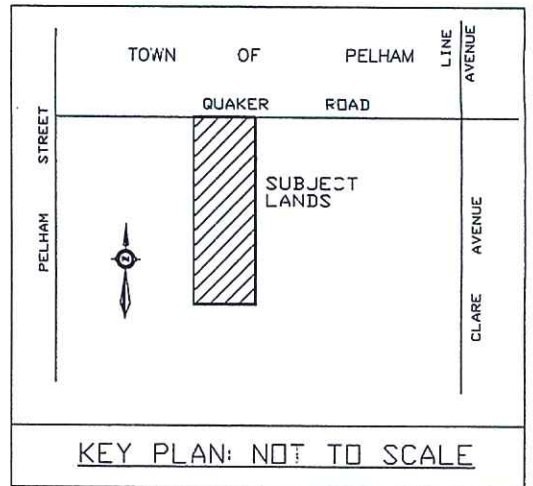 TOWN OF PELHAM
LINE AVENUE
QUAKER ROAD
PELHAM STREET
SUBJECT
LANDS
N
CLARE AVENUE
KEY PLAN: NOT TO SCALE